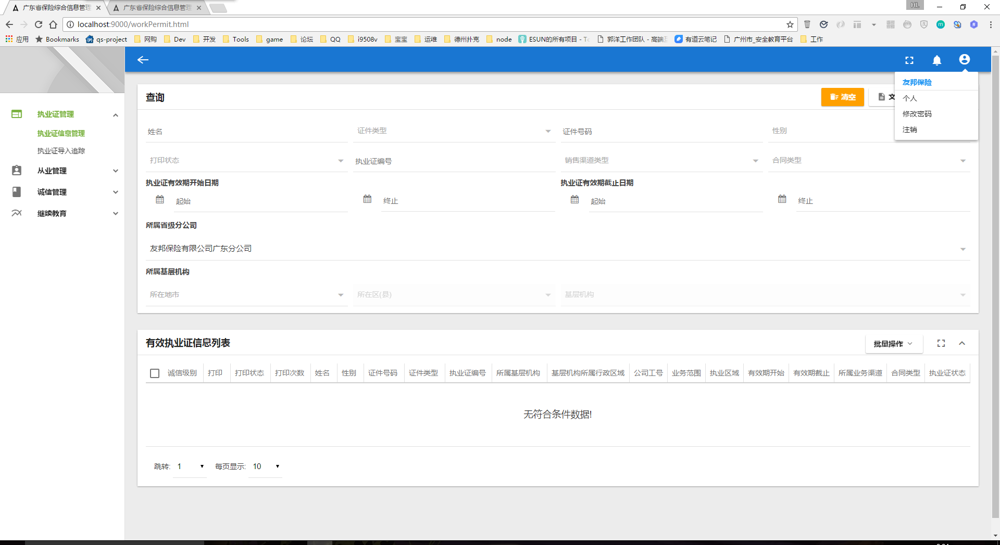 广东省保险综合信息管理
广东省保险综合信息管理
HL
localhost:9000/workPermit.html
应用
Bookmarks
qs-project
网购
Dev
开发
Tools
game
论坛
QQ
i9508v
宝宝
运维
德州扑克
node
ESUN的所有项目 - To
郭洋工作团队 - 高端
有道云笔记
广州市_安全教育平台
工作
友邦保险
个人
修改密码
注销
执业证管理
执业证信息管理
执业证导入追踪
从业管理
诚信管理
继续教育
查询
清空
文
姓名
证件类型
证件号码
性别
打印状态
执业证编号
销售渠道类型
合同类型
执业证有效期开始日期
执业证有效期截止日期
起始
终止
起始
终止
所属省级分公司
友邦保险有限公司广东分公司
所属基层机构
所在地市
所在区(县)
基层机构
有效执业证信息列表
批量操作
诚信级别 打印 打印状态 打印次数 姓名 性别 证件号码 证件类型 执业证编号 所属基层机构 基层机构所属行政区域 公司工号 业务范围 执业区域 有效期开始 有效期截止 所属业务渠道 合同类型 执业证状态
无符合条件数据!
跳转: 1 每页显示: 10